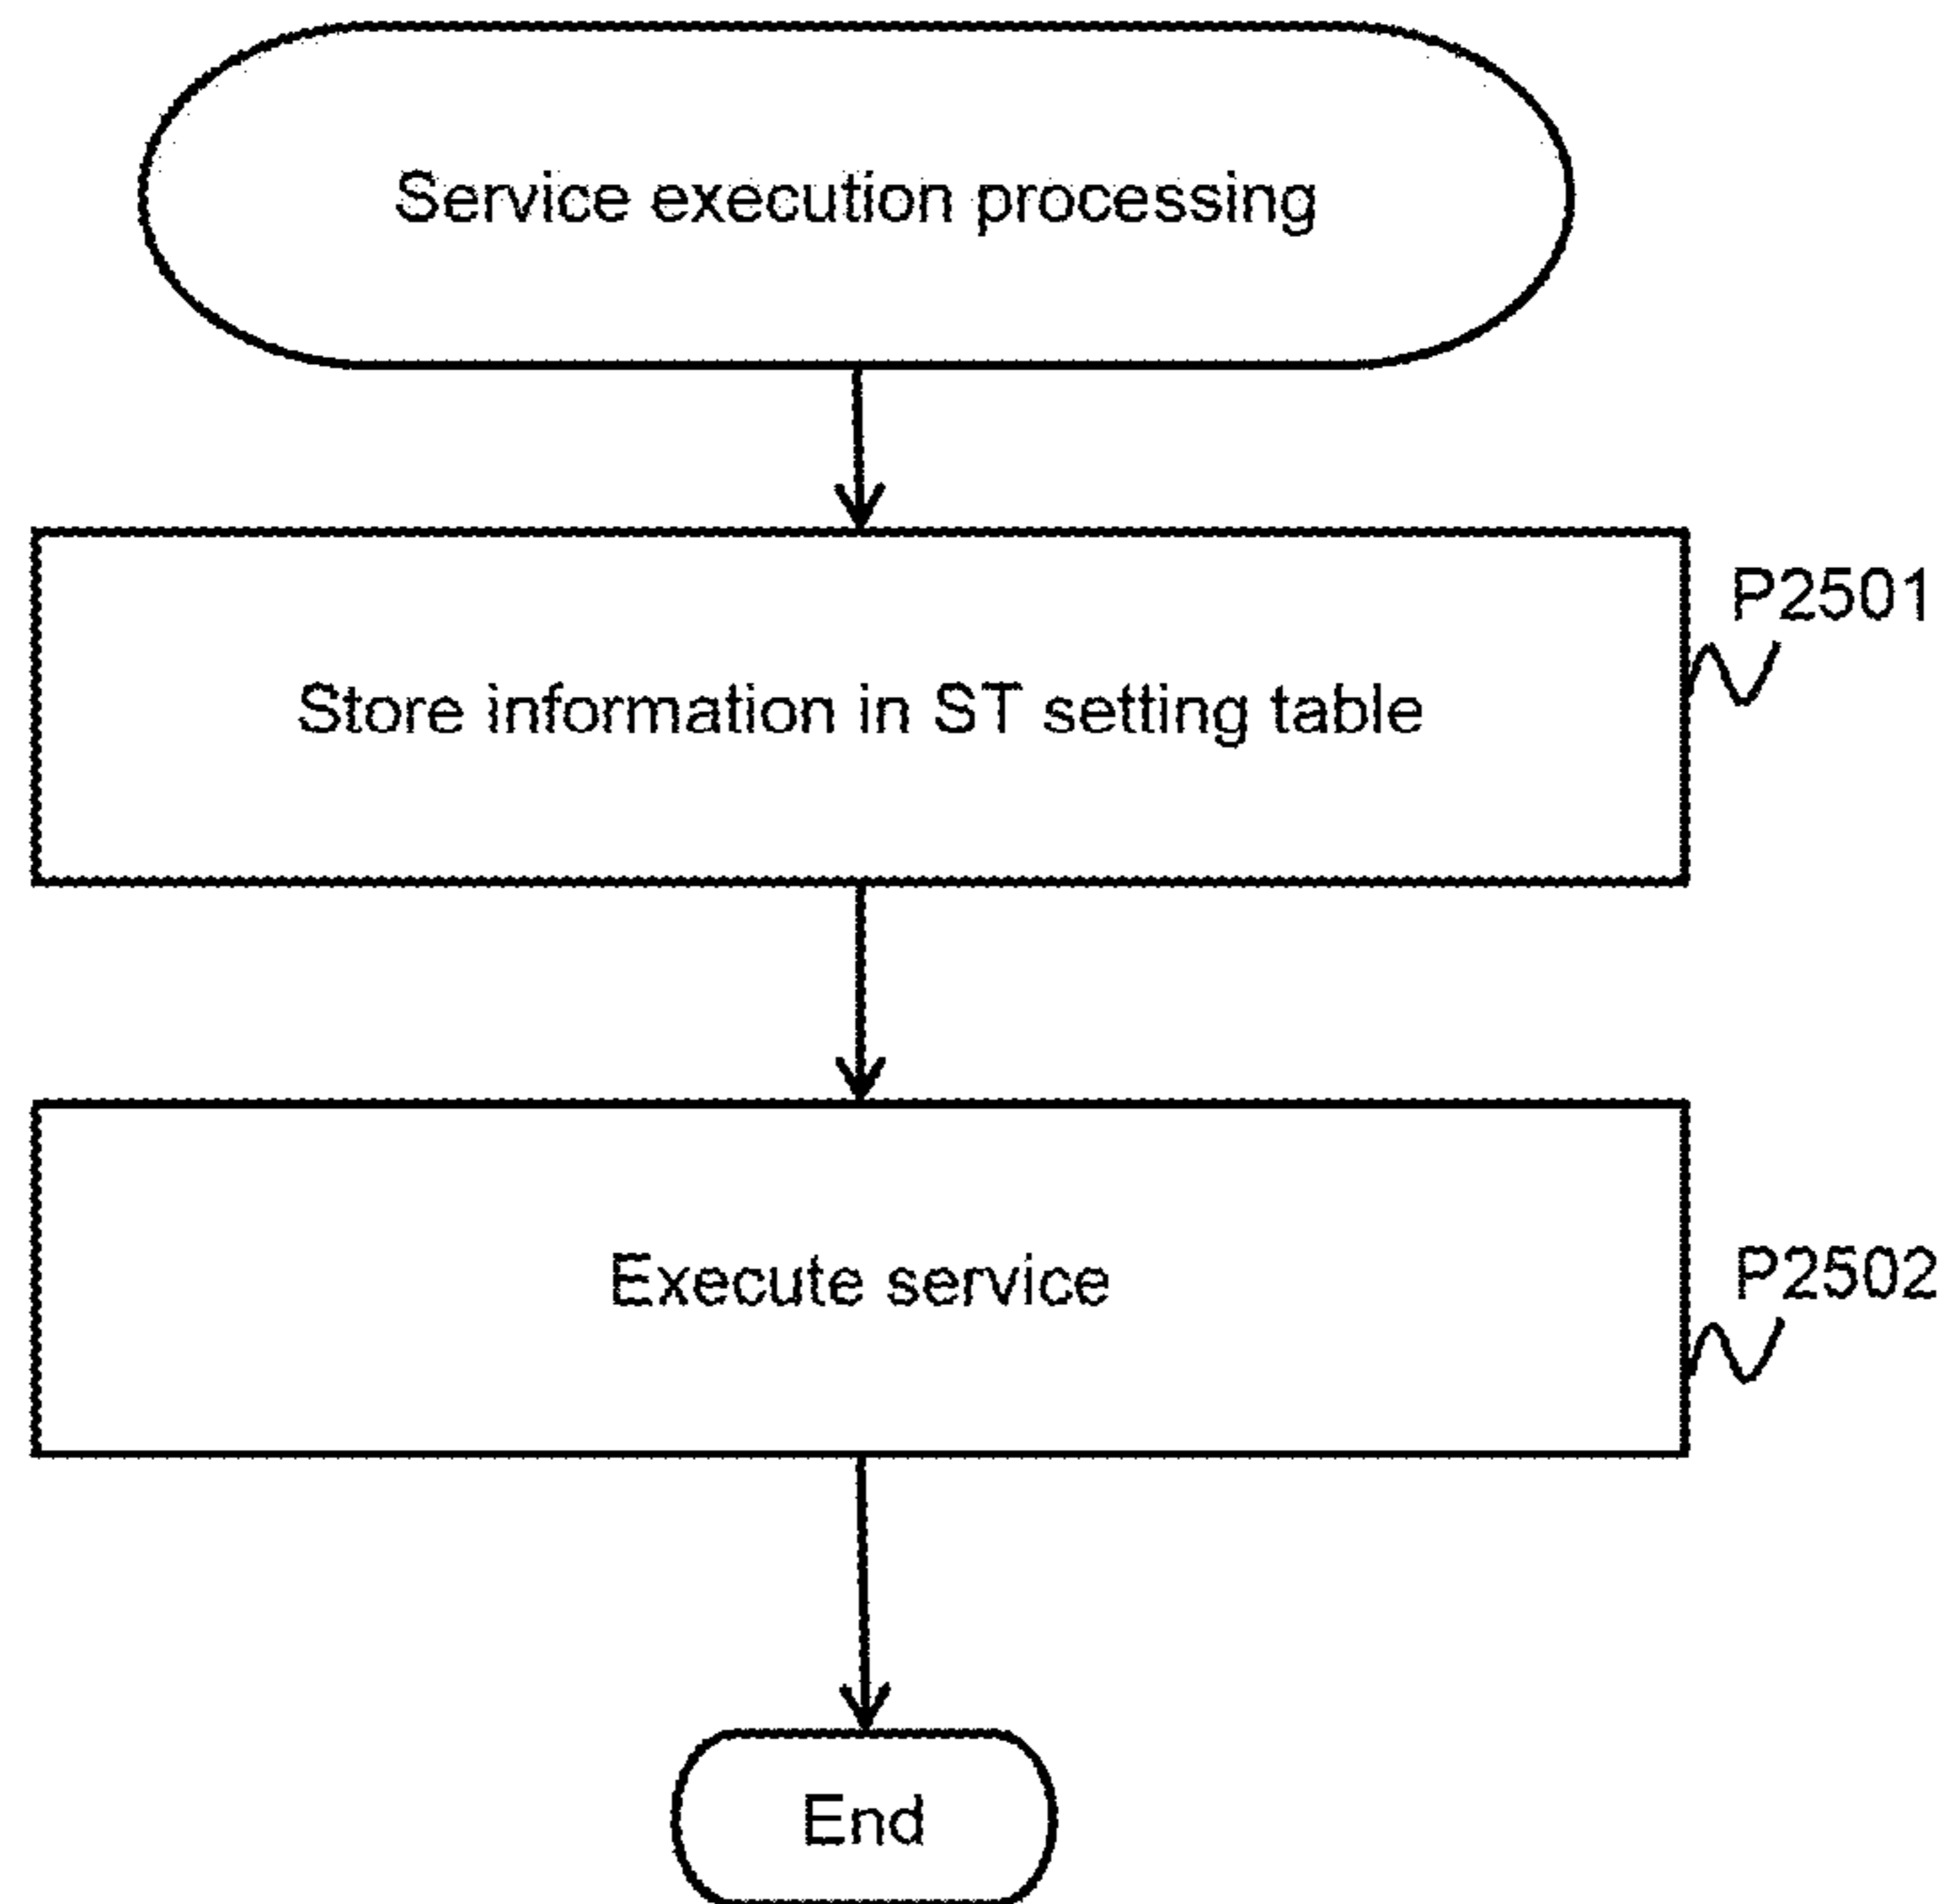 Service execution processing
P2501
Store information in ST setting table
Execute service
P2502
End